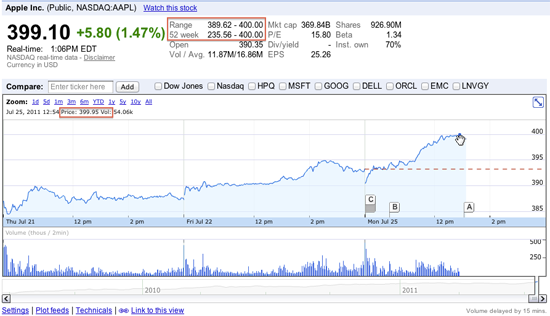 Apple Inc. (Public, NASDAQ:AAPL) Watch this stock
399.10 +5.80 (1.47%)
Real-time: 1:06PM EDT
NASDAQ real-time data - Disclaimer
Currency in USD
Range 389.62 - 400.00
52 week 235.56 - 400.00
Open 390.35
Vol / Avg. 11.87M/16.86M
Mkt cap 369.84B
P/E 15.80
Div/yield -
EPS 25.26
Shares 926.90M
Beta 1.34
Inst. own 70%
Compare: Enter ticker here Add Dow Jones Nasdaq HPQ MSFT GOOG DELL ORCL EMC LNVGY
Zoom: 1d 5d 1m 3m 6m YTD 1y 5y 10y All
Jul 25, 2011 12:54 Price: 399.95 Vol: 54.06k
400
395
390
385
C
B
A
Thu Jul 21 12 pm 2 pm Fri Jul 22 12 pm 2 pm Mon Jul 25 12 pm 2 pm
Volume (thous / 2min)
500
250
0
2010 2011
Settings | Plot feeds | Technicals | Link to this view Volume delayed by 15 mins.